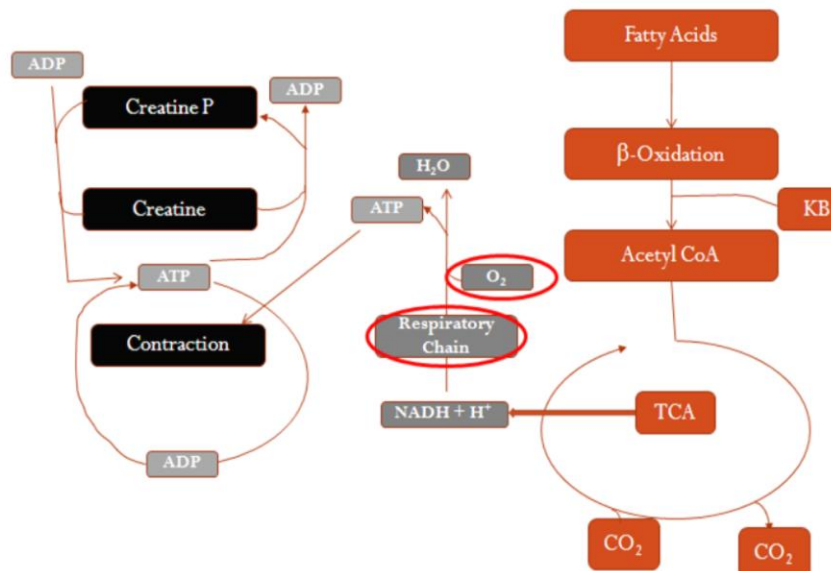 Fatty Acids
ADP
ADP
Creatine P
β-Oxidation
H₂O
KB
Creatine
ATP
Acetyl CoA
ATP
O₂
Respiratory
Chain
Contraction
NADH + H⁺
TCA
ADP
CO₂
CO₂